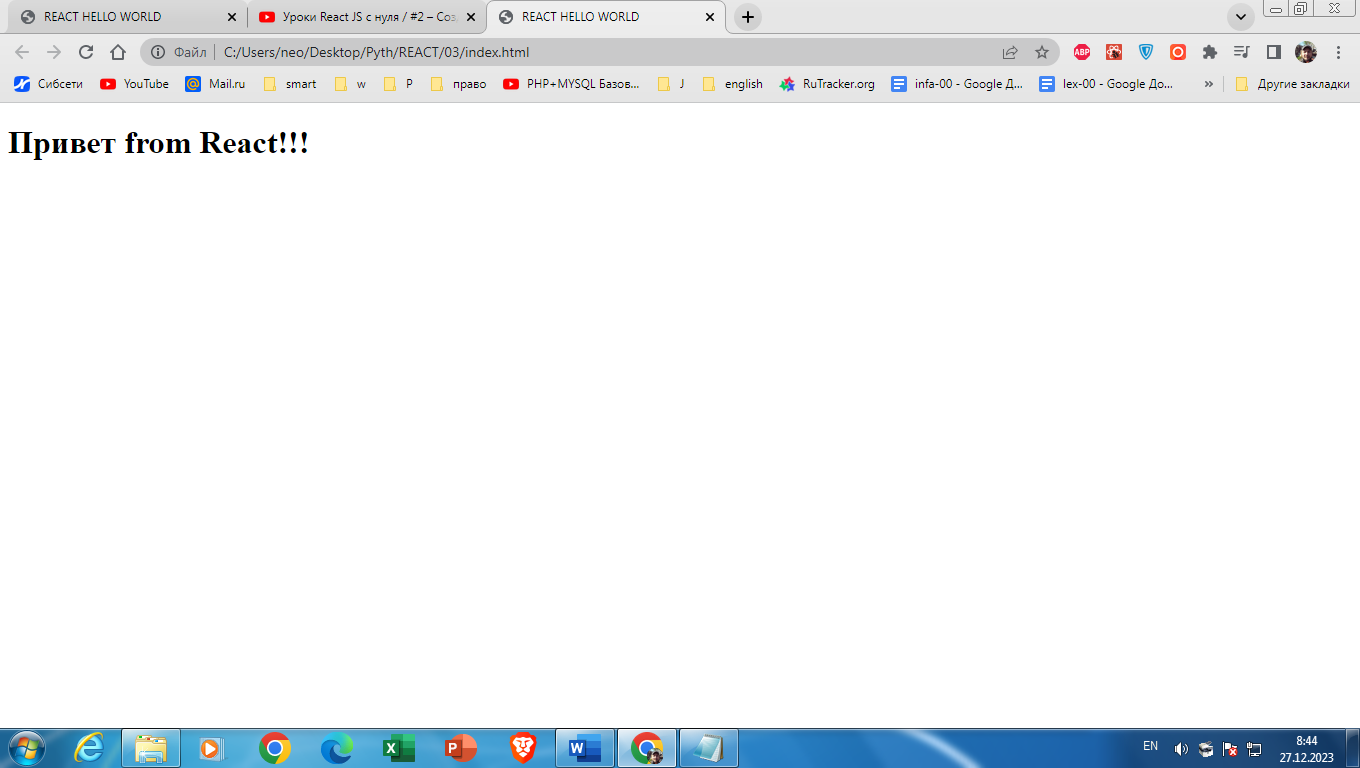 REACT HELLO WORLD
Уроки React JS с нуля / #2 – Соз
REACT HELLO WORLD
Файл C:/Users/neo/Desktop/Pyth/REACT/03/index.html
ABP
Сибсети YouTube Mail.ru smart w P право PHP+MYSQL Базов... J english RuTracker.org infa-00 - Google Д... lex-00 - Google До... » Другие закладки
Привет from React!!!
EN
8:44
27.12.2023